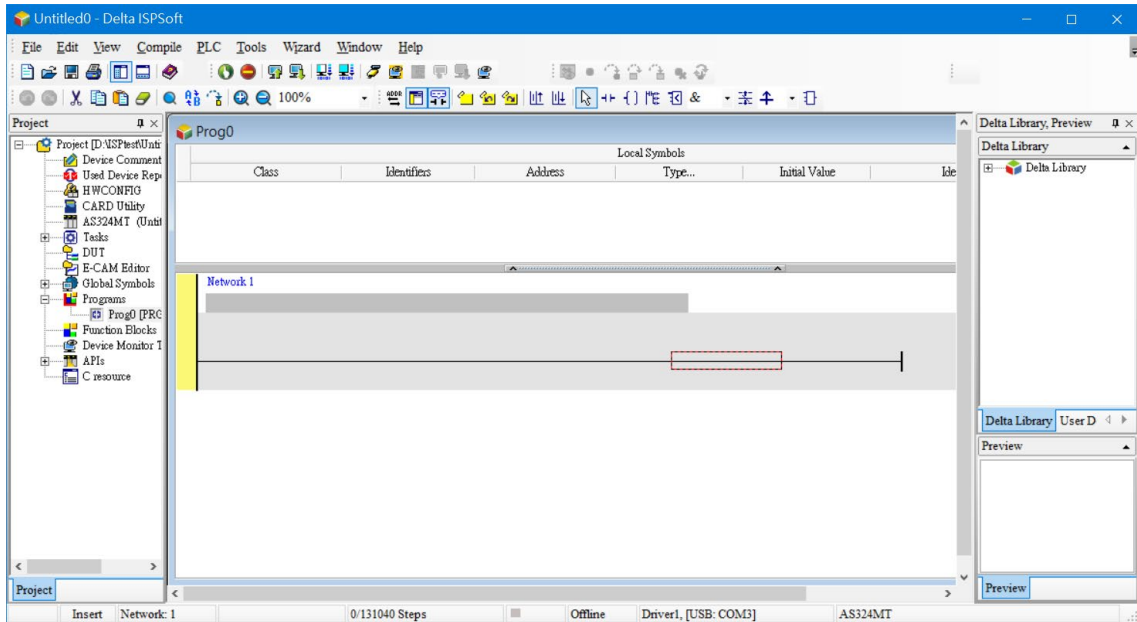 Untitled0 - Delta ISPSoft
File Edit View Compile PLC Tools Wizard Window Help
100%
Project
Project [D:\ISPtest\Unti
Device Comment
Used Device Rep
HWCONFIG
CARD Utility
AS324MT (Untit
Tasks
DUT
E-CAM Editor
Global Symbols
Programs
Prog0 [PRG
Function Blocks
Device Monitor T
APIs
C resource
Project
Prog0
Local Symbols
Class Identifiers Address Type... Initial Value Ide
Network 1
Delta Library, Preview
Delta Library
Delta Library
Delta Library User D
Preview
Preview
Insert Network: 1 0/131040 Steps Offline Driver1, [USB: COM3] AS324MT